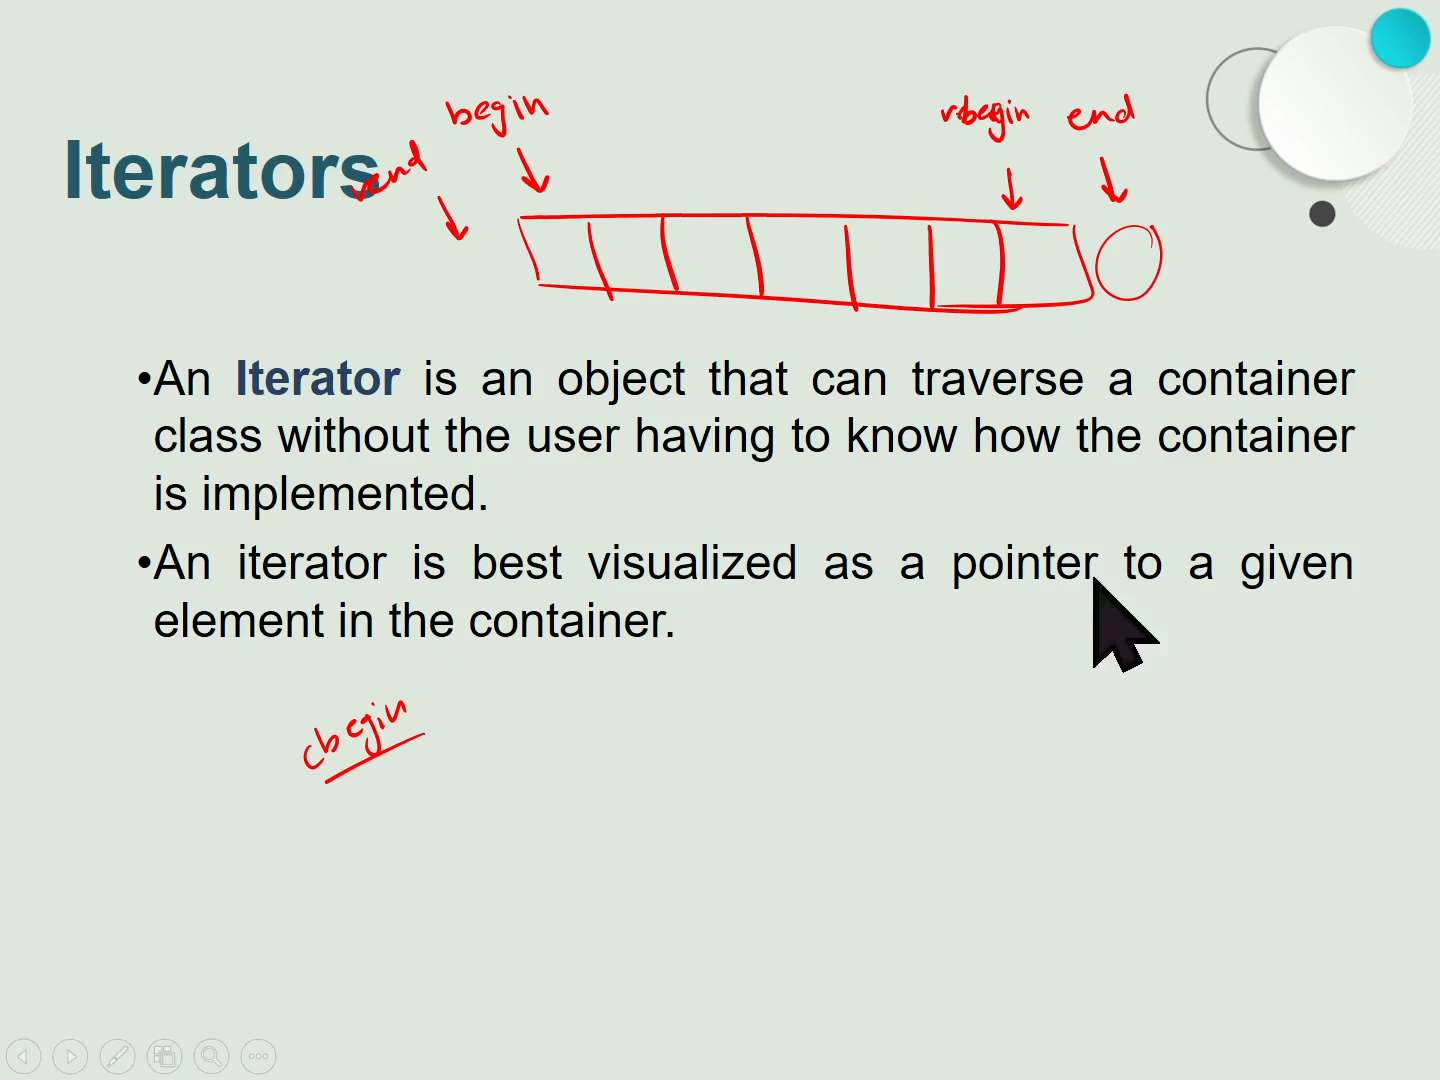 begin
rbegin
end
Iterators
rend
•An Iterator is an object that can traverse a container
class without the user having to know how the container
is implemented.
•An iterator is best visualized as a pointer to a given
element in the container.
cbegin